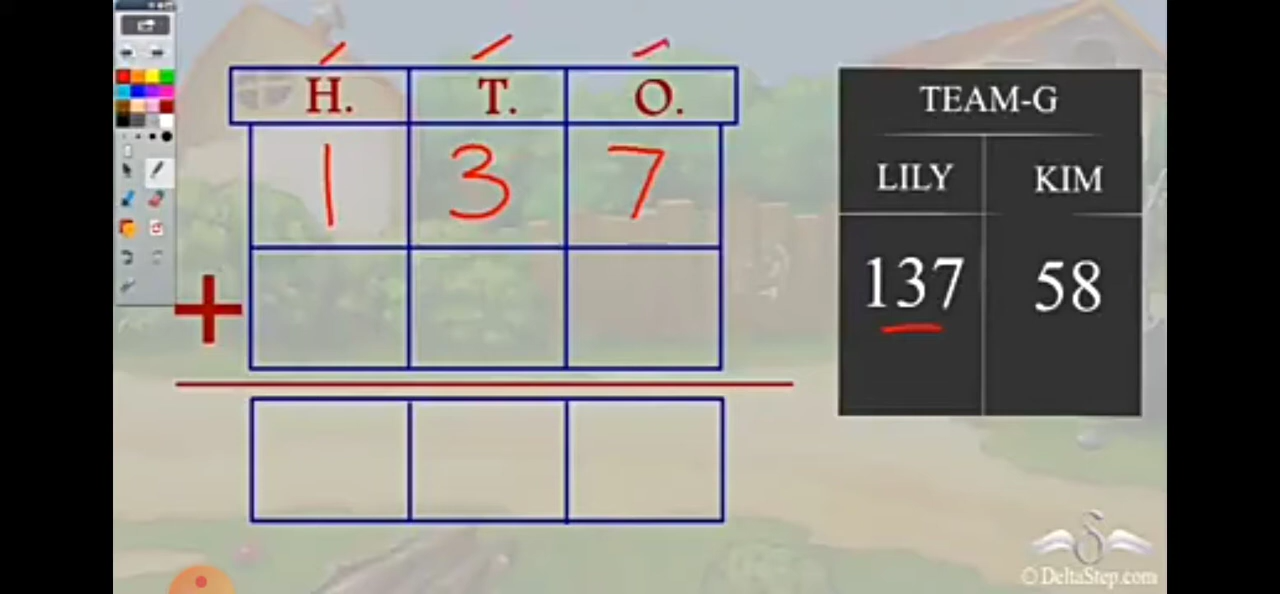 H. T. O.
1 3 7
+
TEAM-G
LILY KIM
137 58
© DeltaStep.com